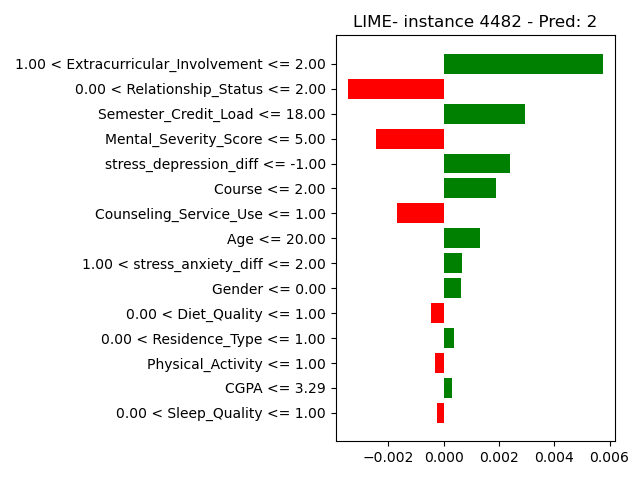 LIME- instance 4482 - Pred: 2
1.00 < Extracurricular_Involvement <= 2.00
0.00 < Relationship_Status <= 2.00
Semester_Credit_Load <= 18.00
Mental_Severity_Score <= 5.00
stress_depression_diff <= -1.00
Course <= 2.00
Counseling_Service_Use <= 1.00
Age <= 20.00
1.00 < stress_anxiety_diff <= 2.00
Gender <= 0.00
0.00 < Diet_Quality <= 1.00
0.00 < Residence_Type <= 1.00
Physical_Activity <= 1.00
CGPA <= 3.29
0.00 < Sleep_Quality <= 1.00
−0.002 0.000 0.002 0.004 0.006